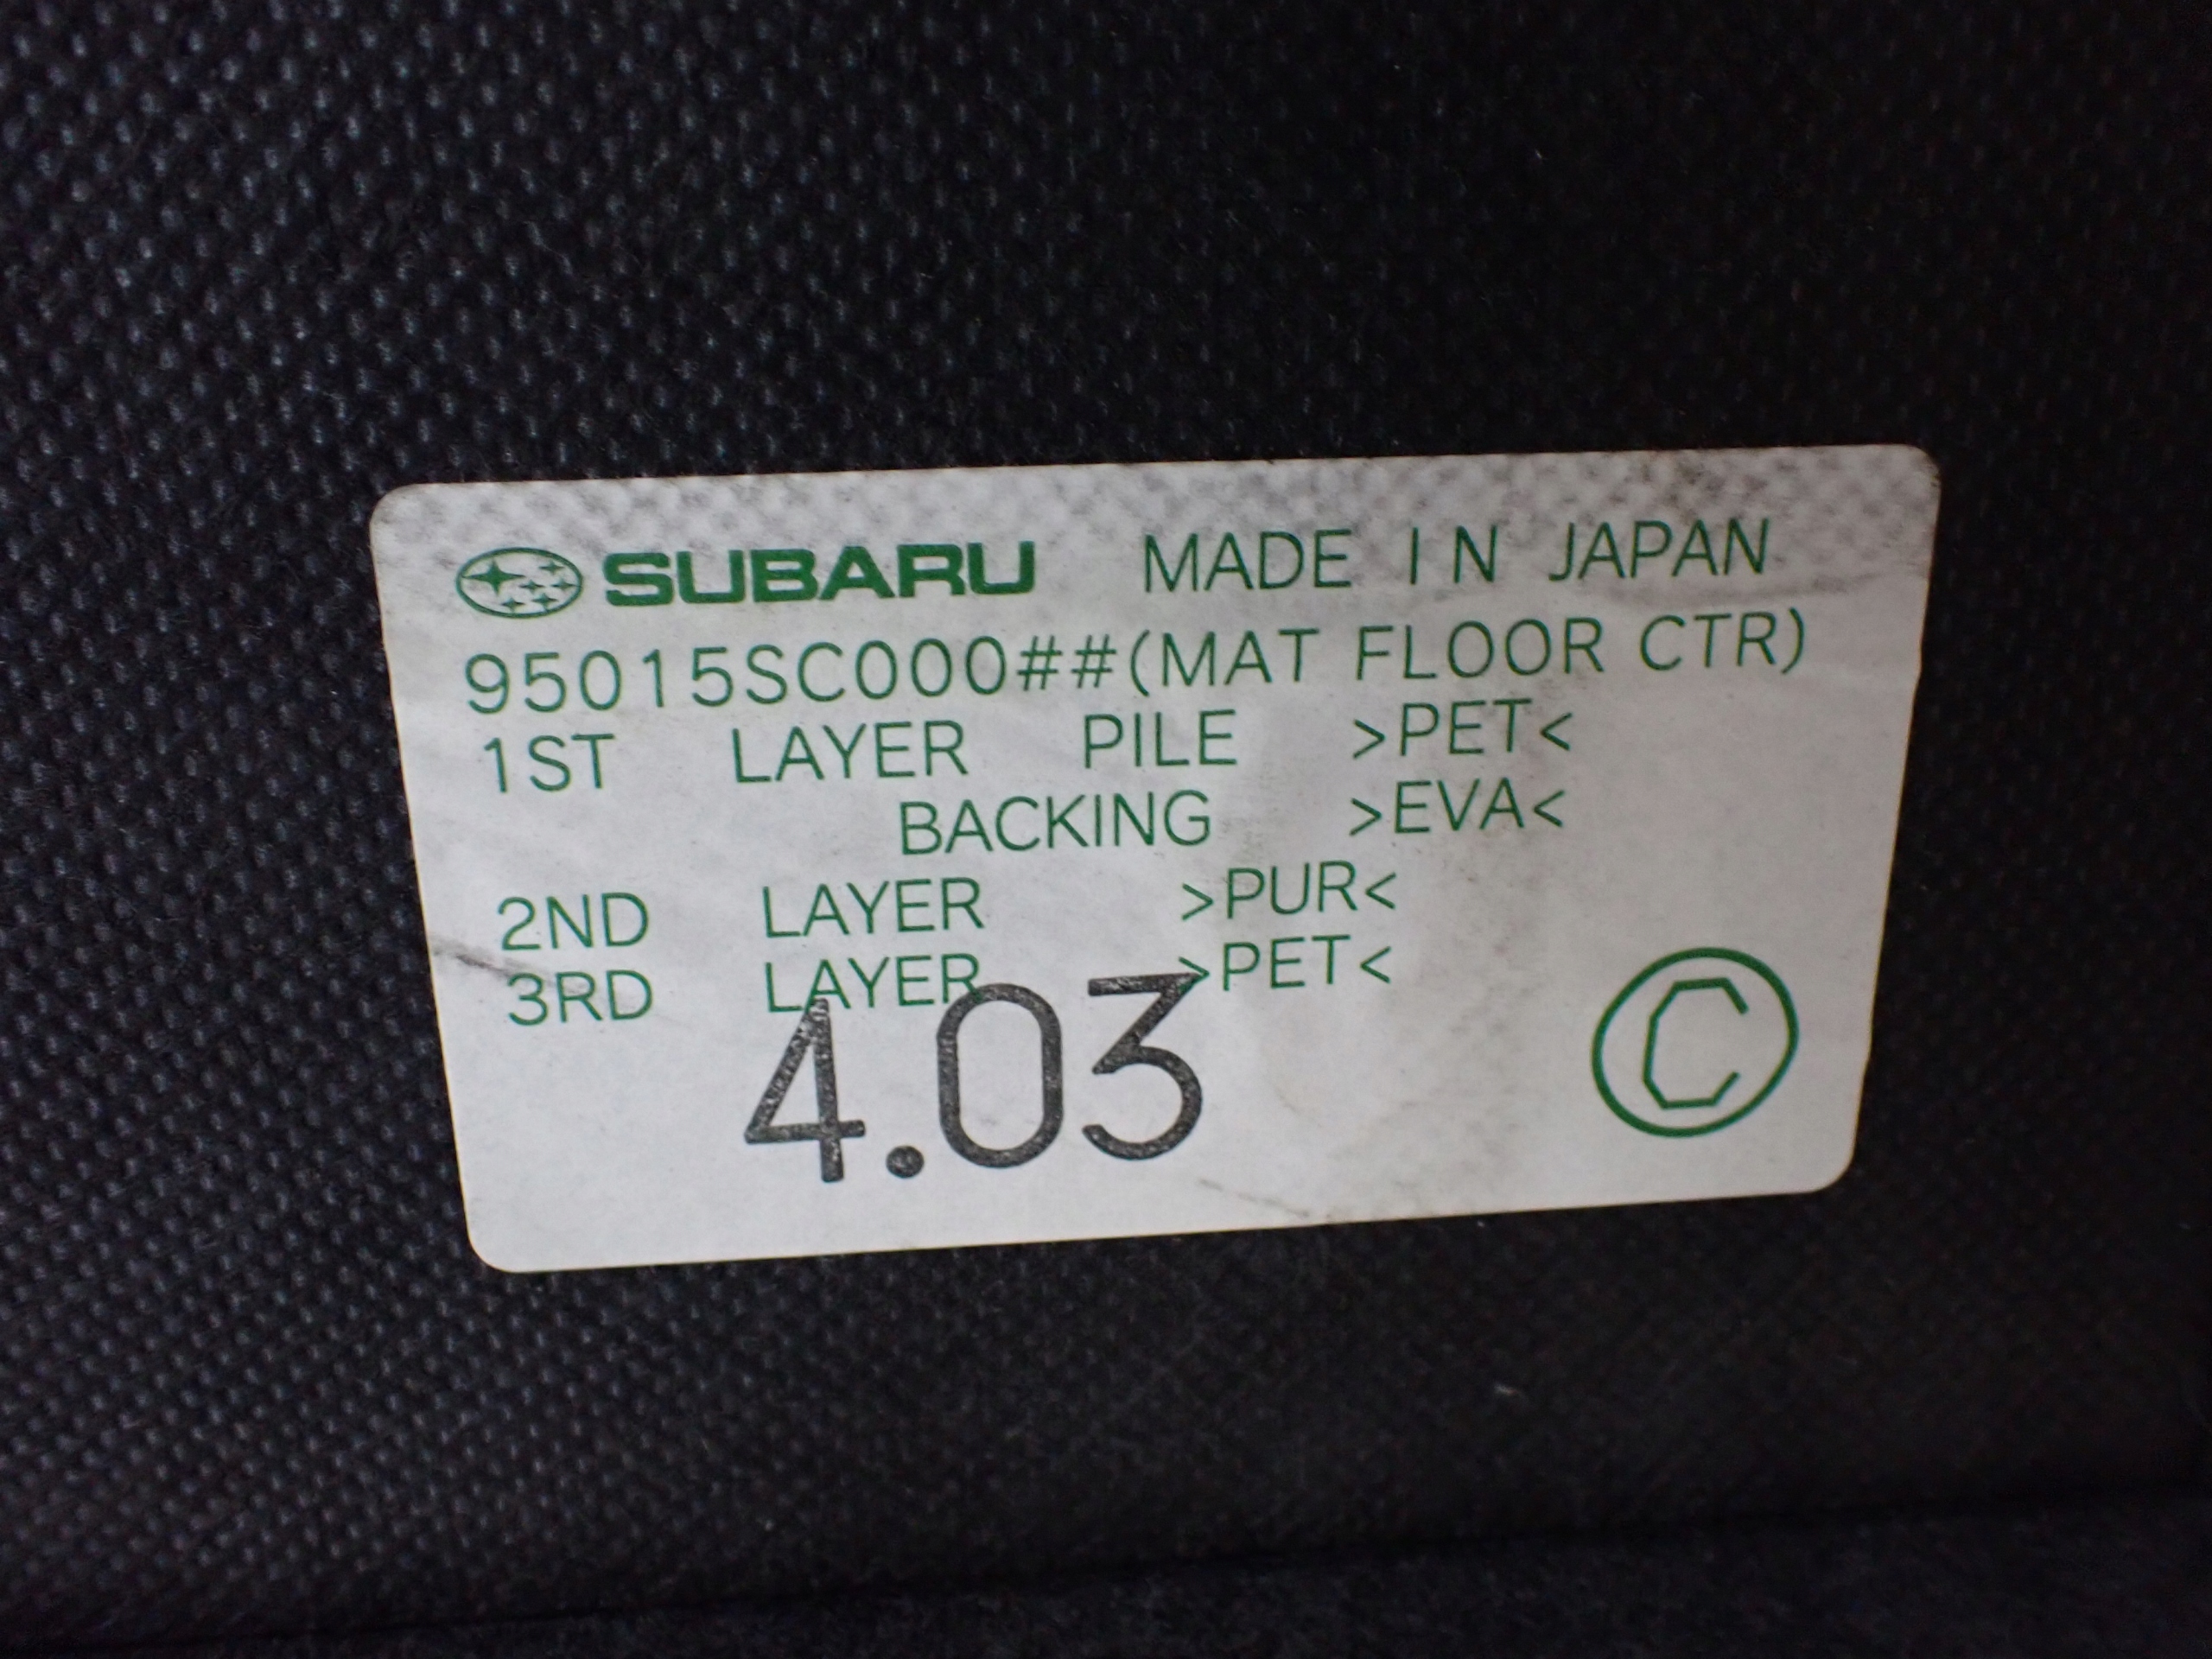 SUBARU MADE IN JAPAN
95015SC000##(MAT FLOOR CTR)
1ST LAYER PILE >PET<
BACKING >EVA<
2ND LAYER >PUR<
3RD LAYER >PET<
4.03
C